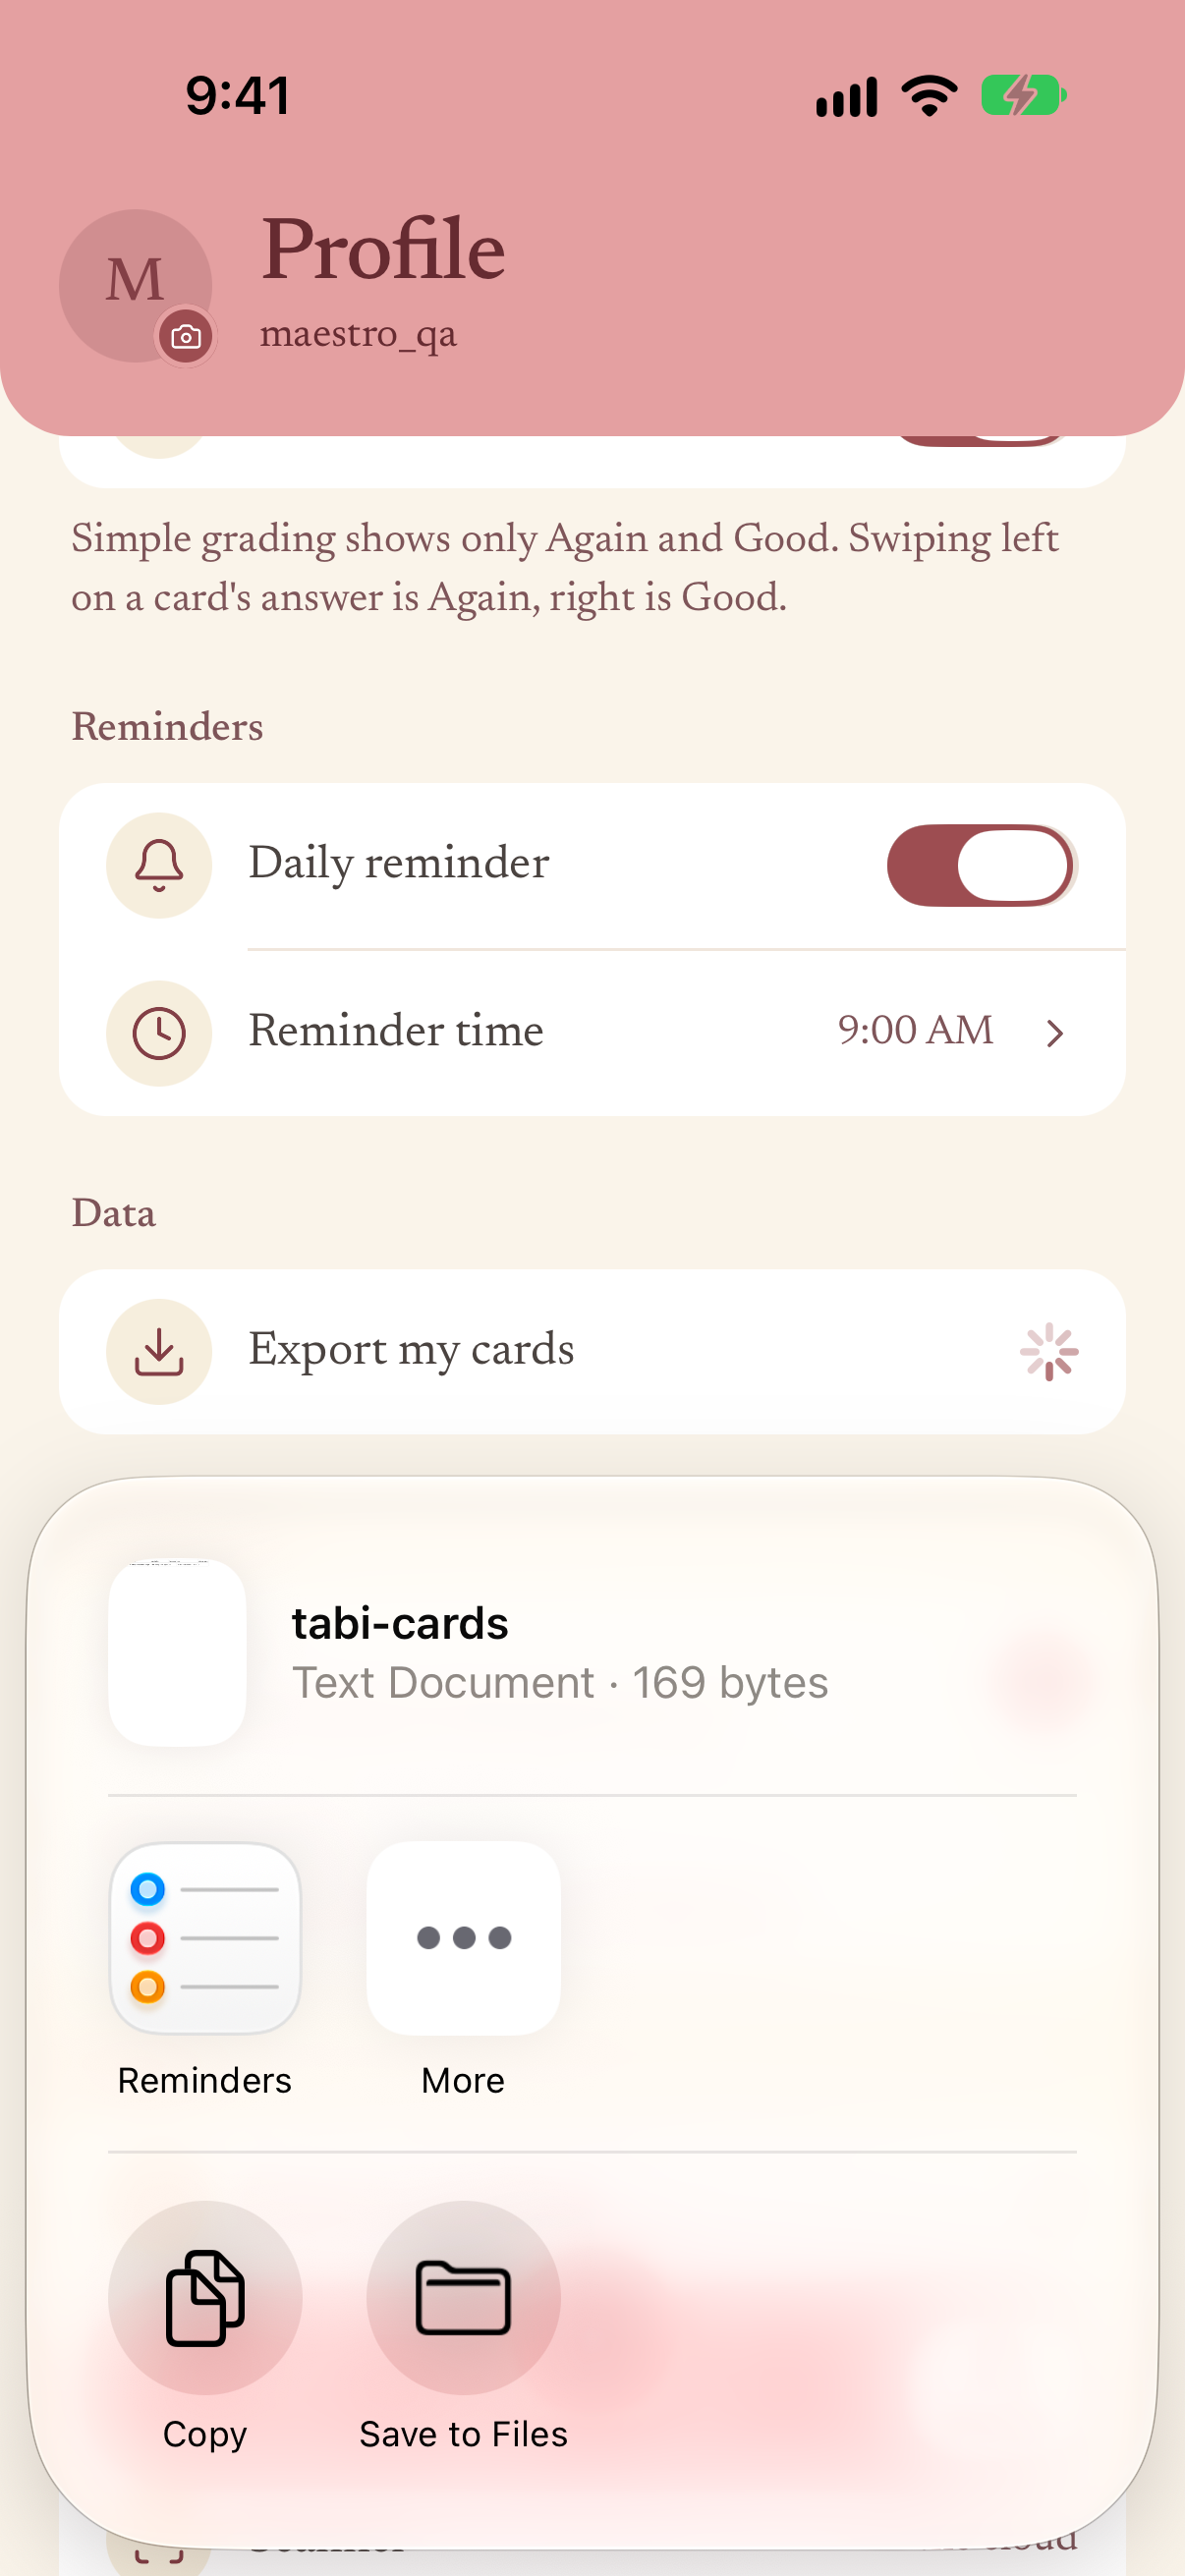 9:41
M
Profile
maestro_qa
Simple grading shows only Again and Good. Swiping left
on a card's answer is Again, right is Good.
Reminders
Daily reminder
Reminder time
9:00 AM
Data
Export my cards
tabi-cards
Text Document · 169 bytes
Reminders
More
Copy
Save to Files